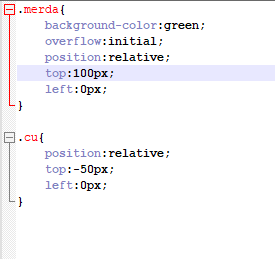 .merda{
background-color:green;
overflow:initial;
position:relative;
top:100px;
left:0px;
}
.cu{
position:relative;
top:-50px;
left:0px;
}